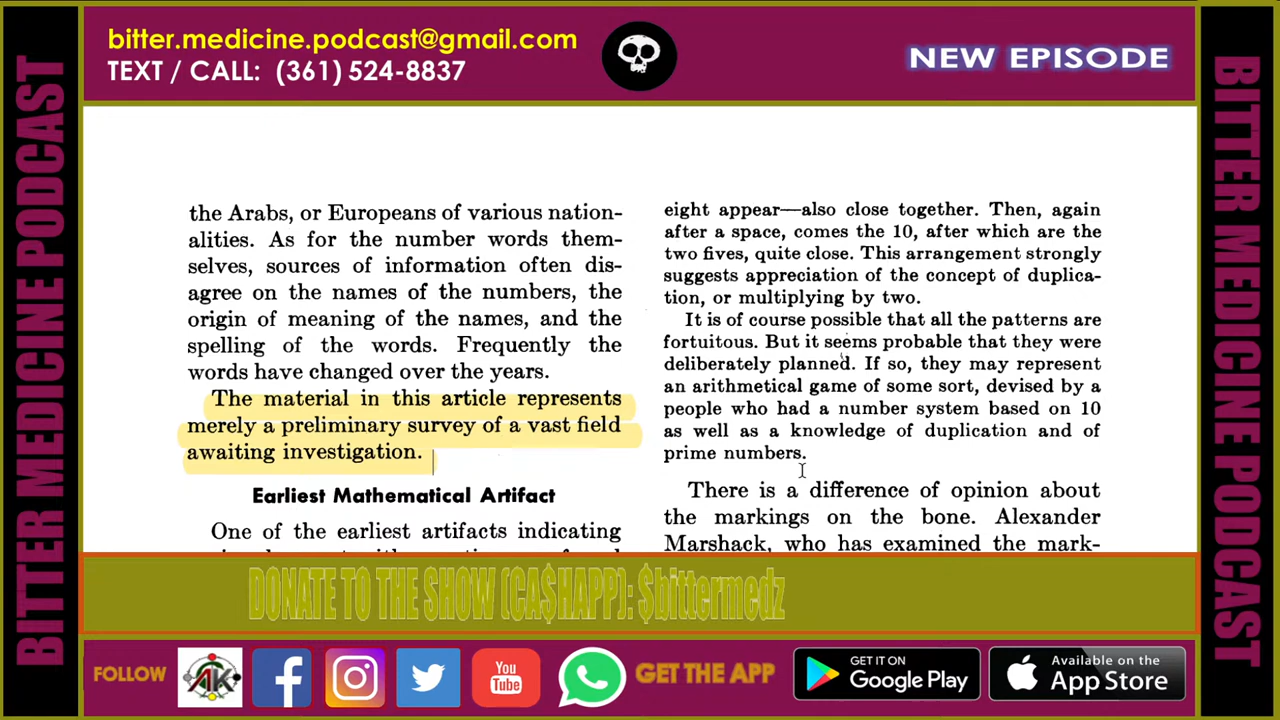 bitter.medicine.podcast@gmail.com
TEXT / CALL: (361) 524-8837
NEW EPISODE
BITTER MEDICINE PODCAST
the Arabs, or Europeans of various nation-
alities. As for the number words them-
selves, sources of information often dis-
agree on the names of the numbers, the
origin of meaning of the names, and the
spelling of the words. Frequently the
words have changed over the years.
The material in this article represents
merely a preliminary survey of a vast field
awaiting investigation.
Earliest Mathematical Artifact
One of the earliest artifacts indicating
eight appear—also close together. Then, again
after a space, comes the 10, after which are the
two fives, quite close. This arrangement strongly
suggests appreciation of the concept of duplica-
tion, or multiplying by two.
It is of course possible that all the patterns are
fortuitous. But it seems probable that they were
deliberately planned. If so, they may represent
an arithmetical game of some sort, devised by a
people who had a number system based on 10
as well as a knowledge of duplication and of
prime numbers.
There is a difference of opinion about
the markings on the bone. Alexander
Marshack, who has examined the mark-
BITTER MEDICINE PODCAST
DONATE TO THE SHOW (CA$HAPP): $bittermedz
FOLLOW
ATK
You
Tube
GET THE APP
GET IT ON
Google Play
Available on the
App Store